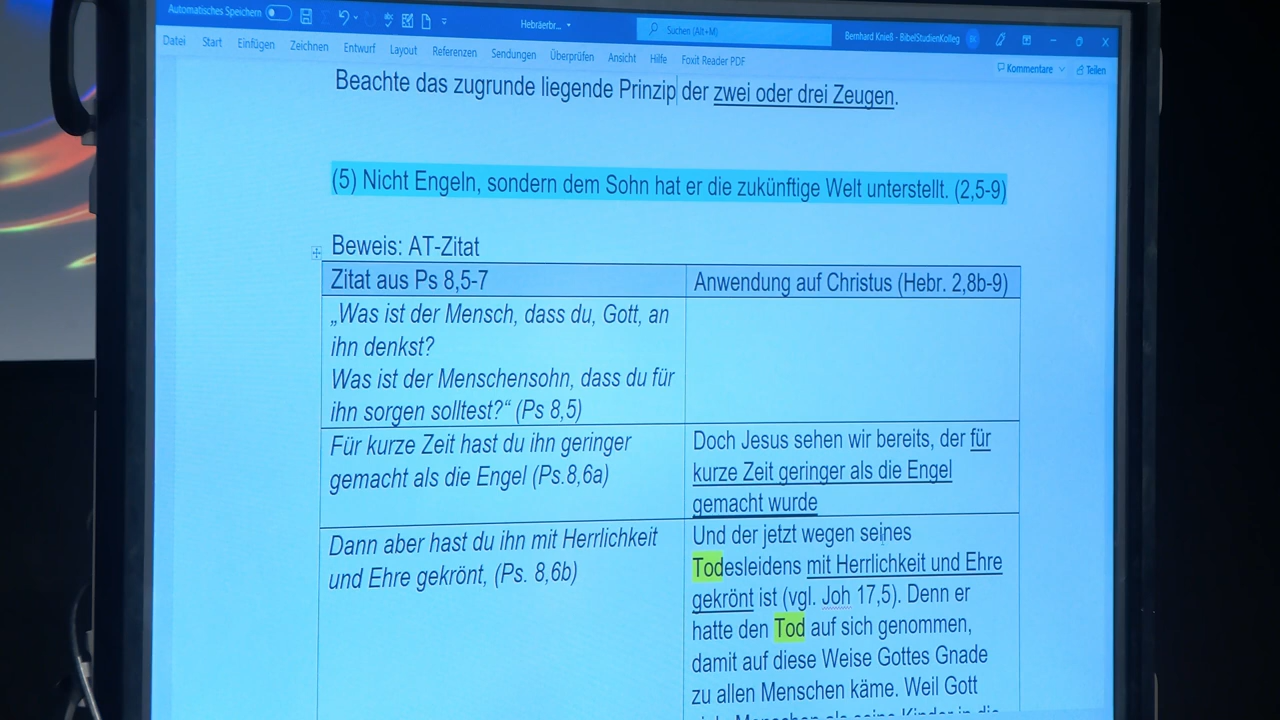 Automatisches Speichern
Hebräerbr...
Suchen (Alt+M)
Bernhard Knieß - BibelStudienKolleg
Datei Start Einfügen Zeichnen Entwurf Layout Referenzen Sendungen Überprüfen Ansicht Hilfe Foxit Reader PDF
Kommentare
Teilen
Beachte das zugrunde liegende Prinzip der zwei oder drei Zeugen.
(5) Nicht Engeln, sondern dem Sohn hat er die zukünftige Welt unterstellt. (2,5-9)
Beweis: AT-Zitat
Zitat aus Ps 8,5-7
Anwendung auf Christus (Hebr. 2,8b-9)
„Was ist der Mensch, dass du, Gott, an
ihn denkst?
Was ist der Menschensohn, dass du für
ihn sorgen solltest?“ (Ps 8,5)
Für kurze Zeit hast du ihn geringer
gemacht als die Engel (Ps.8,6a)
Doch Jesus sehen wir bereits, der für
kurze Zeit geringer als die Engel
gemacht wurde
Dann aber hast du ihn mit Herrlichkeit
und Ehre gekrönt, (Ps. 8,6b)
Und der jetzt wegen seines
Todesleidens mit Herrlichkeit und Ehre
gekrönt ist (vgl. Joh 17,5). Denn er
hatte den Tod auf sich genommen,
damit auf diese Weise Gottes Gnade
zu allen Menschen käme. Weil Gott
Menschen als seine Kinder in die